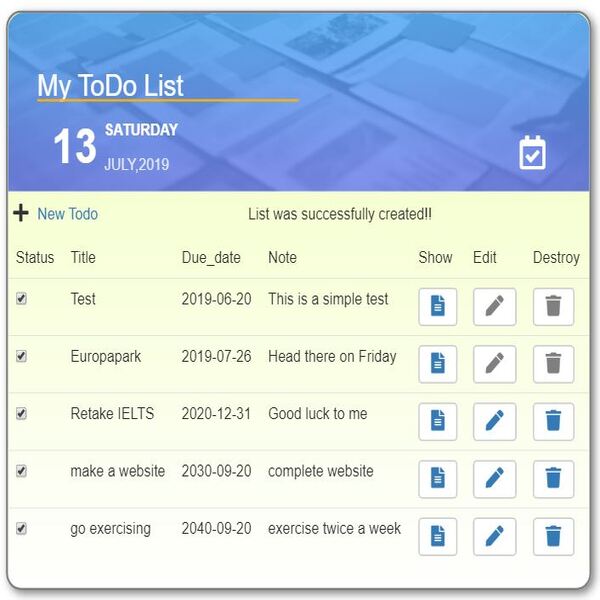 My ToDo List
13 SATURDAY
JULY,2019
New Todo List was successfully created!!
Status Title Due_date Note Show Edit Destroy
Test 2019-06-20 This is a simple test
Europapark 2019-07-26 Head there on Friday
Retake IELTS 2020-12-31 Good luck to me
make a website 2030-09-20 complete website
go exercising 2040-09-20 exercise twice a week